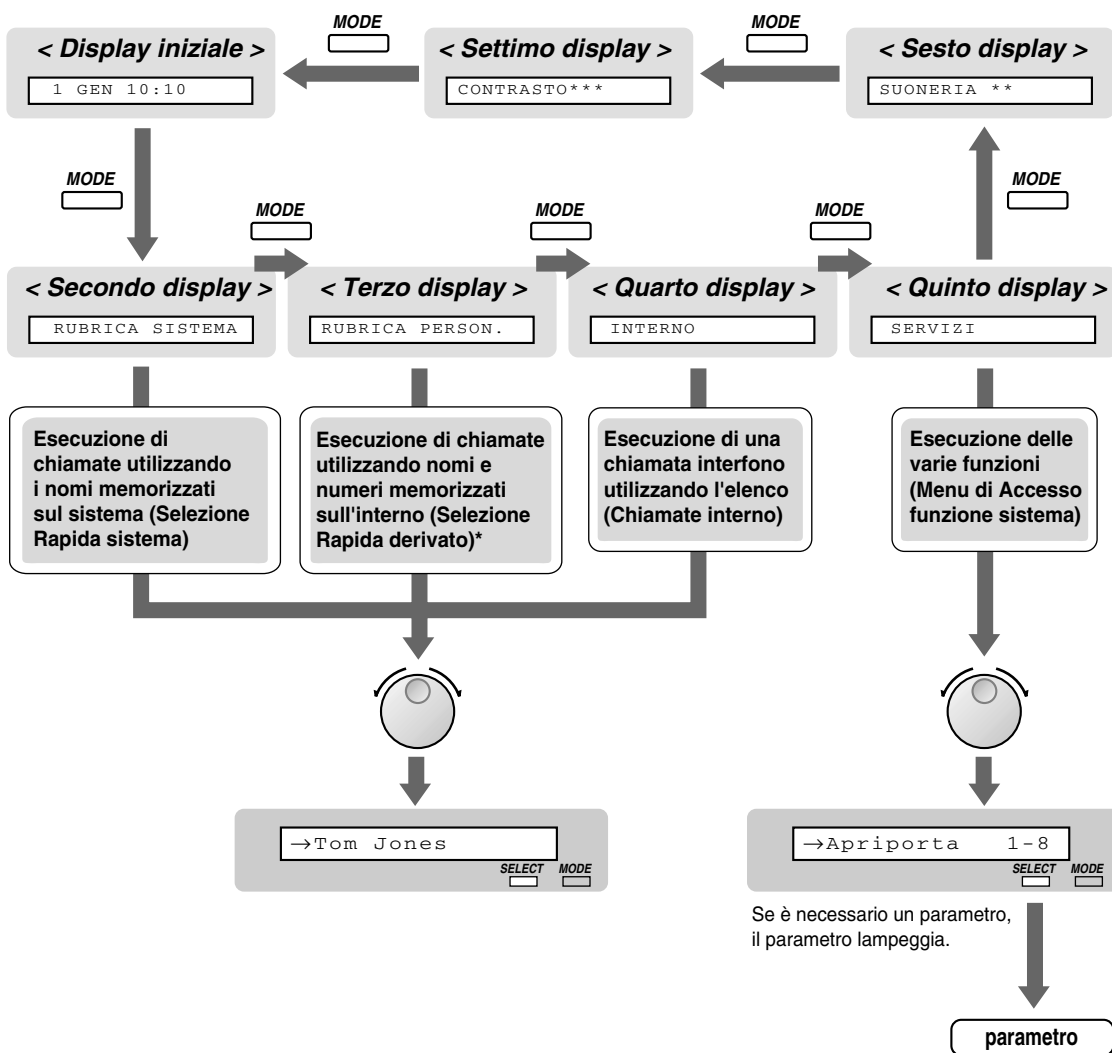 MODE
MODE
< Display iniziale >
< Settimo display >
< Sesto display >
1 GEN 10:10
CONTRASTO***
SUONERIA **
MODE
MODE
MODE
MODE
MODE
< Secondo display >
< Terzo display >
< Quarto display >
< Quinto display >
RUBRICA SISTEMA
RUBRICA PERSON.
INTERNO
SERVIZI
Esecuzione di
chiamate utilizzando
i nomi memorizzati
sul sistema (Selezione
Rapida sistema)
Esecuzione di chiamate
utilizzando nomi e
numeri memorizzati
sull'interno (Selezione
Rapida derivato)*
Esecuzione di una
chiamata interfono
utilizzando l'elenco
(Chiamate interno)
Esecuzione delle
varie funzioni
(Menu di Accesso
funzione sistema)
→Tom Jones
SELECT MODE
→Apriporta 1-8
SELECT MODE
Se è necessario un parametro,
il parametro lampeggia.
parametro